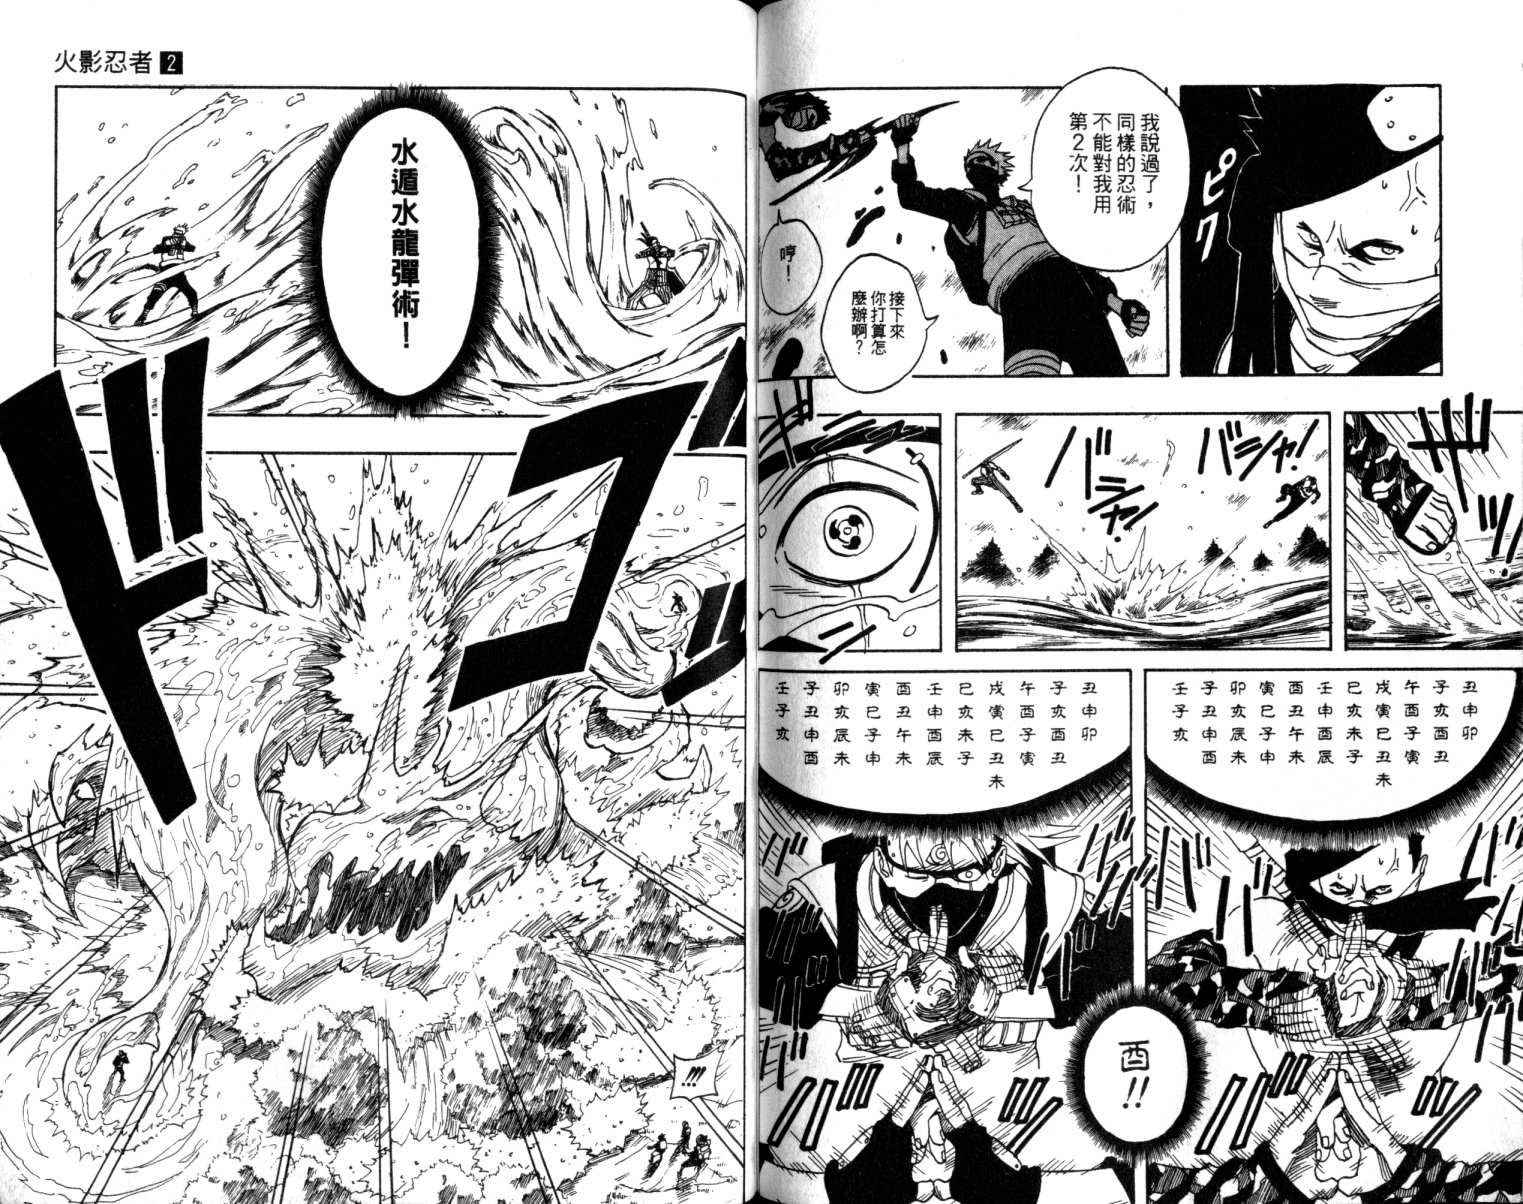 火影忍者 2
我說過了，
同樣的忍術
不能對我用
第2次！
ピク
哼！
接下來
你打算怎
麼辦啊？
バシャ！
バシャ！
丑申卯
子亥酉丑
午酉子寅
戌寅巳丑未
巳亥未子
壬申酉辰
酉丑午未
寅巳子申
卯亥辰未
子丑申酉
壬子亥
丑申卯
子亥酉丑
午酉子寅
戌寅巳丑未
巳亥未子
壬申酉辰
酉丑午未
寅巳子申
卯亥辰未
子丑申酉
壬子亥
酉!!
水遁水龍彈術！
ドゴ
!!!!